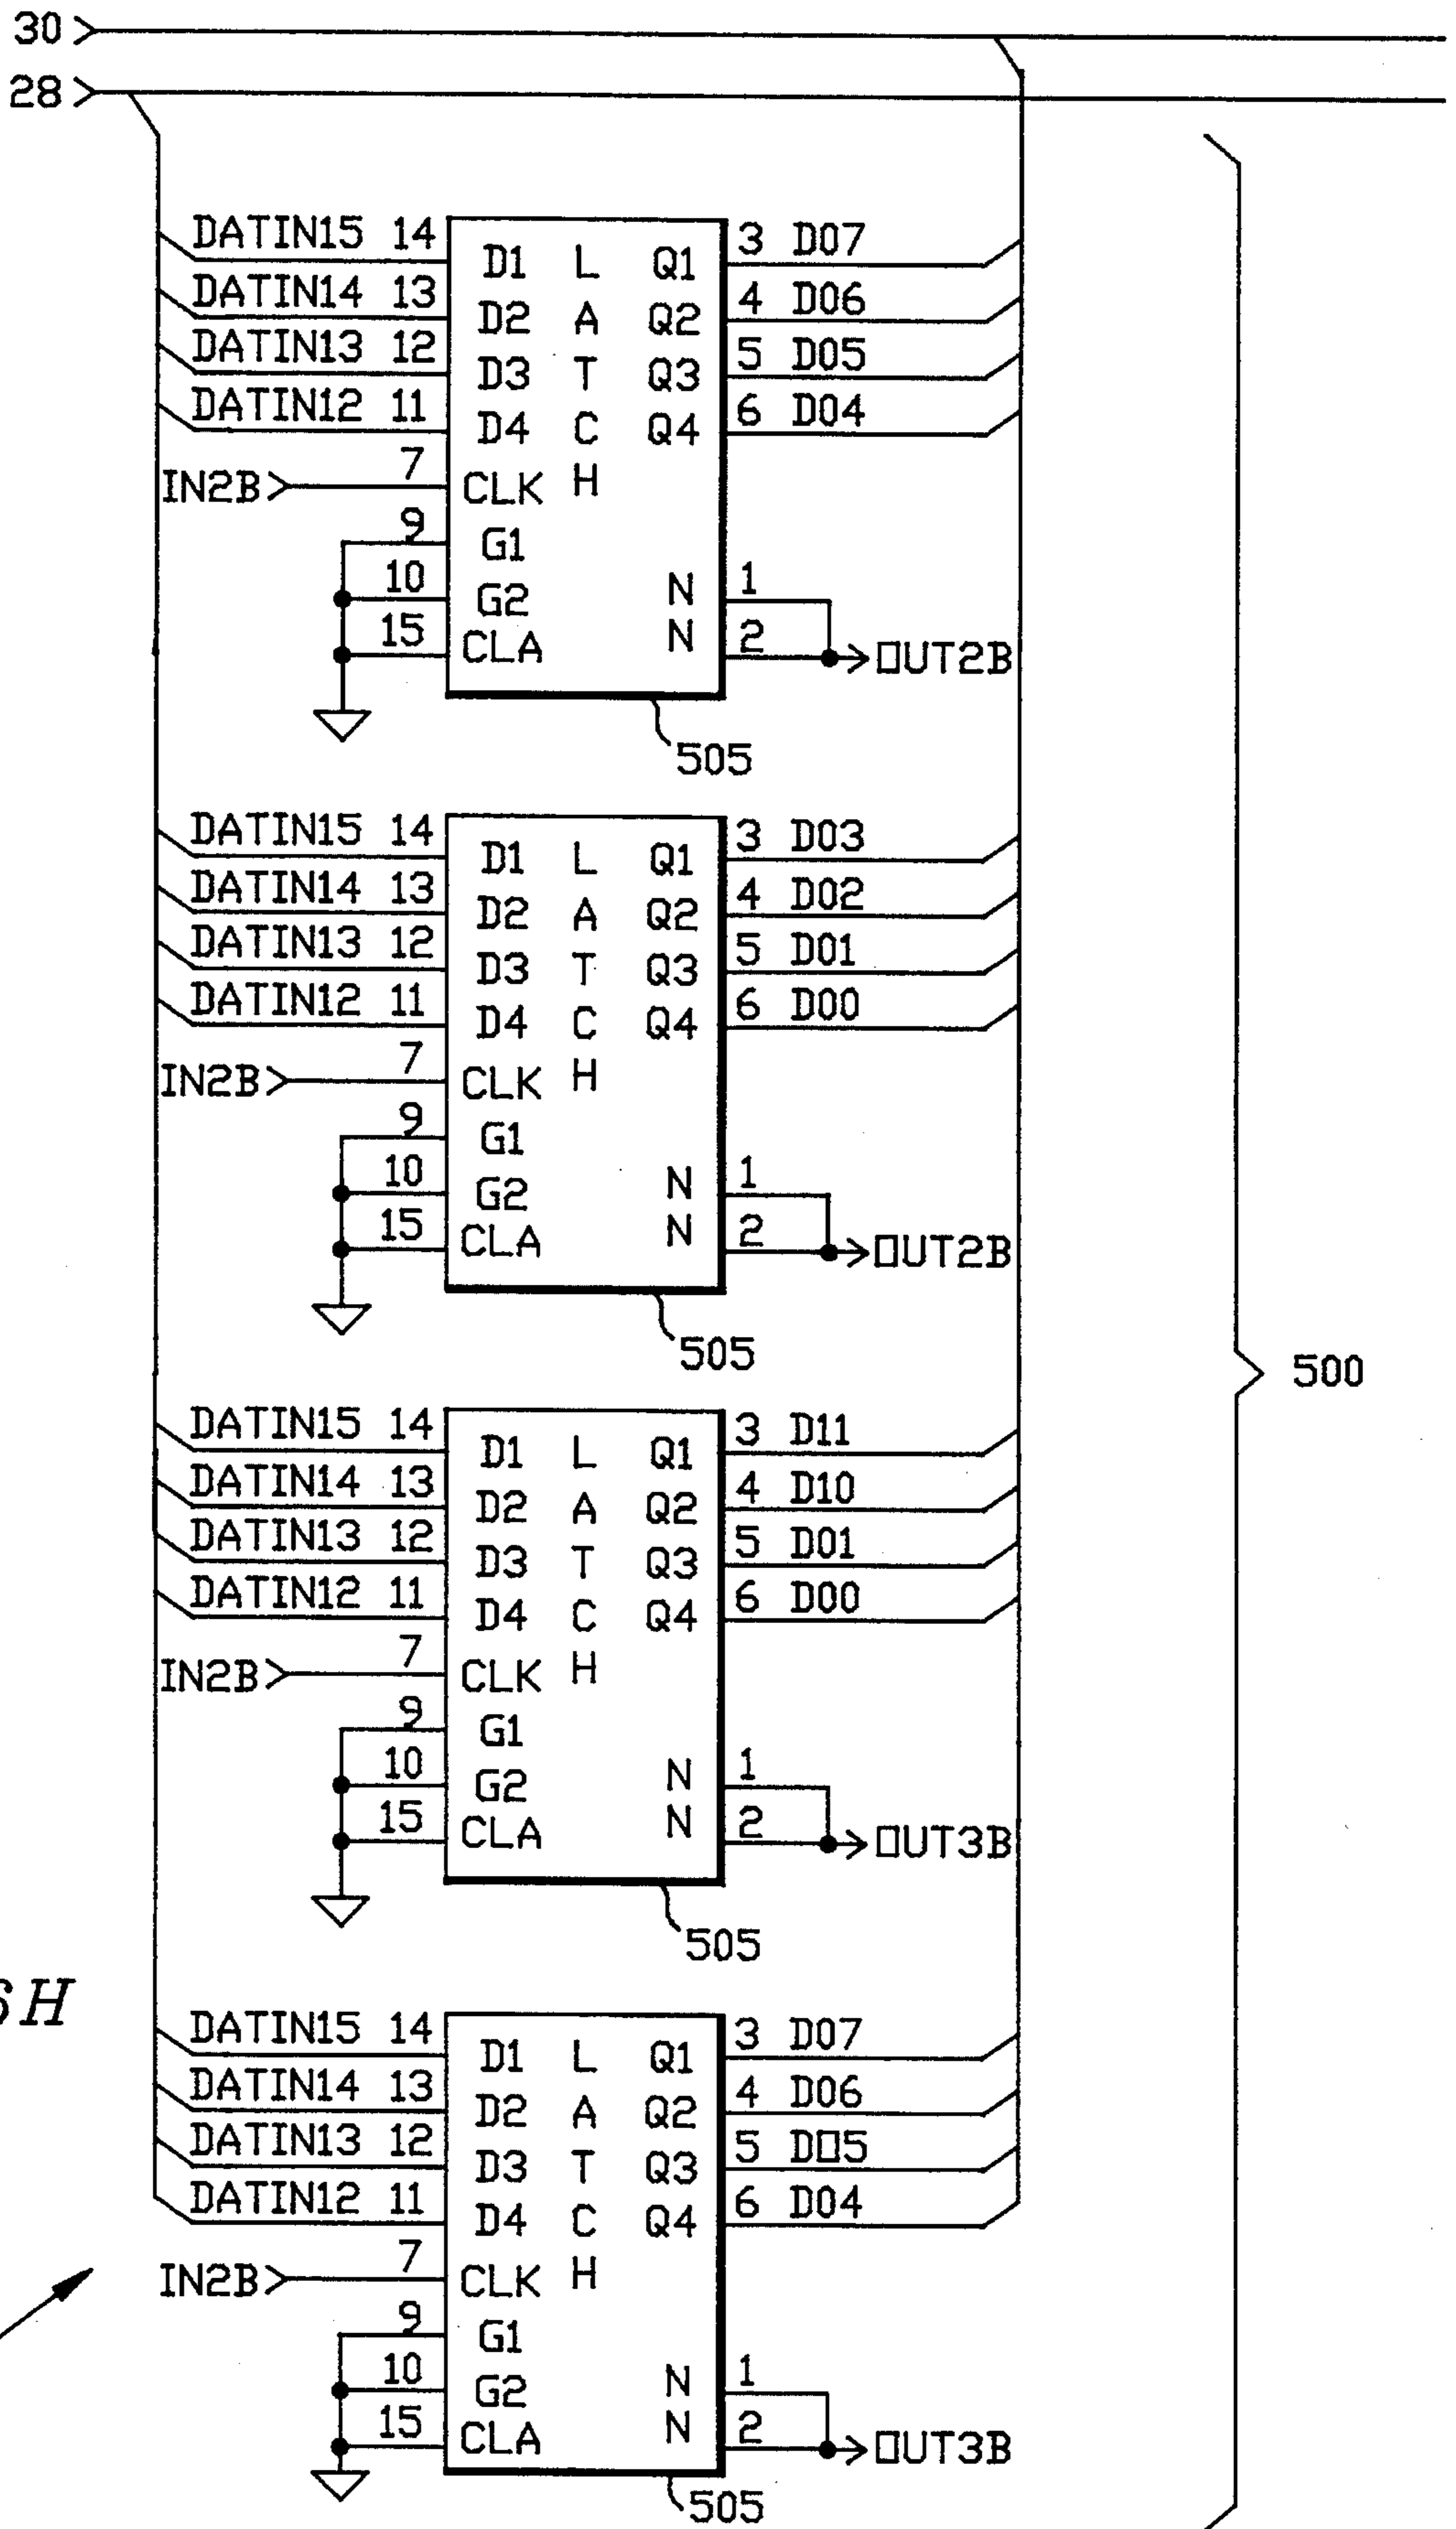 30
28
DATIN15 14 D1 L Q1 3 D07
DATIN14 13 D2 A Q2 4 D06
DATIN13 12 D3 T Q3 5 D05
DATIN12 11 D4 C Q4 6 D04
IN2B 7 CLK H
9 G1
10 G2 N 1
15 CLA N 2 OUT2B
505
DATIN15 14 D1 L Q1 3 D03
DATIN14 13 D2 A Q2 4 D02
DATIN13 12 D3 T Q3 5 D01
DATIN12 11 D4 C Q4 6 D00
IN2B 7 CLK H
9 G1
10 G2 N 1
15 CLA N 2 OUT2B
505
500
DATIN15 14 D1 L Q1 3 D11
DATIN14 13 D2 A Q2 4 D10
DATIN13 12 D3 T Q3 5 D01
DATIN12 11 D4 C Q4 6 D00
IN2B 7 CLK H
9 G1
10 G2 N 1
15 CLA N 2 OUT3B
505
6H
DATIN15 14 D1 L Q1 3 D07
DATIN14 13 D2 A Q2 4 D06
DATIN13 12 D3 T Q3 5 DO5
DATIN12 11 D4 C Q4 6 D04
IN2B 7 CLK H
9 G1
10 G2 N 1
15 CLA N 2 OUT3B
505